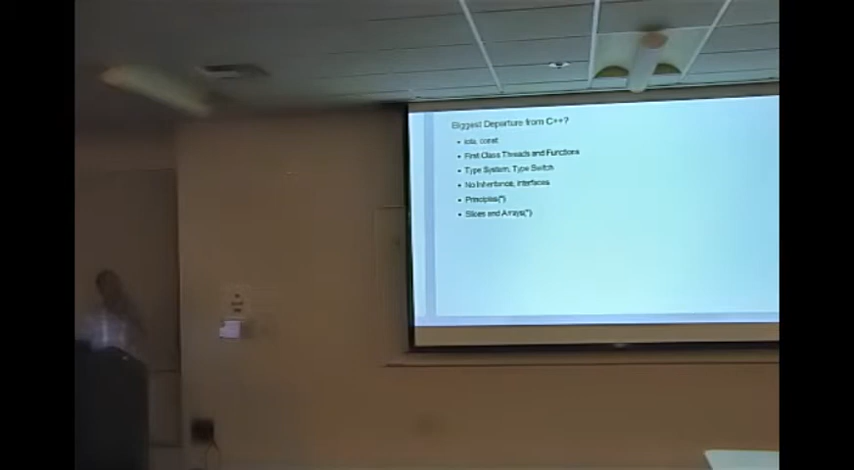 Biggest Departure from C++?
• iota, const
• First Class Threads and Functions
• Type System, Type Switch
• No Inheritance, Interfaces
• Principles(*)
• Slices and Arrays(*)